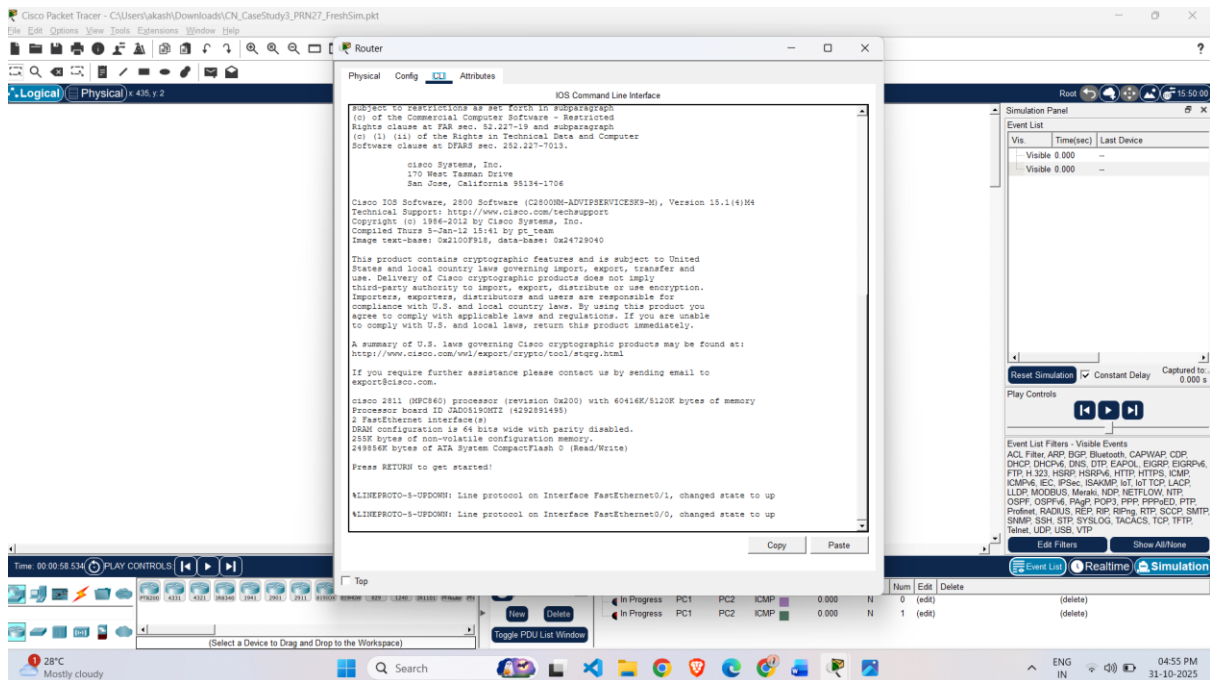 Cisco Packet Tracer - C:\Users\akash\Downloads\CN_CaseStudy3_PRN27_FreshSim.pkt
File Edit Options View Tools Extensions Window Help
Router
?
Physical Config CLI Attributes
Logical Physical x: 435, y: 2
Root 15:50:00
IOS Command Line Interface
subject to restrictions as set forth in subparagraph
(c) of the Commercial Computer Software - Restricted
Rights clause at FAR sec. 52.227-19 and subparagraph
(c) (1) (ii) of the Rights in Technical Data and Computer
Software clause at DFARS sec. 252.227-7013.
cisco Systems, Inc.
170 West Tasman Drive
San Jose, California 95134-1706
Cisco IOS Software, 2800 Software (C2800NM-ADVIPSERVICESK9-M), Version 15.1(4)M4
Technical Support: http://www.cisco.com/techsupport
Copyright (c) 1986-2012 by Cisco Systems, Inc.
Compiled Thurs 5-Jan-12 15:41 by pt_team
Image text-base: 0x2100F918, data-base: 0x24729040
This product contains cryptographic features and is subject to United
States and local country laws governing import, export, transfer and
use. Delivery of Cisco cryptographic products does not imply
third-party authority to import, export, distribute or use encryption.
Importers, exporters, distributors and users are responsible for
compliance with U.S. and local country laws. By using this product you
agree to comply with applicable laws and regulations. If you are unable
to comply with U.S. and local laws, return this product immediately.
A summary of U.S. laws governing Cisco cryptographic products may be found at:
http://www.cisco.com/wwl/export/crypto/tool/stqrg.html
If you require further assistance please contact us by sending email to
export@cisco.com.
cisco 2811 (MPC860) processor (revision 0x200) with 60416K/5120K bytes of memory
Processor board ID JAD05190MTZ (4292891495)
2 FastEthernet interface(s)
DRAM configuration is 64 bits wide with parity disabled.
255K bytes of non-volatile configuration memory.
249856K bytes of ATA System CompactFlash 0 (Read/Write)
Press RETURN to get started!
%LINEPROTO-5-UPDOWN: Line protocol on Interface FastEthernet0/1, changed state to up
%LINEPROTO-5-UPDOWN: Line protocol on Interface FastEthernet0/0, changed state to up
Copy Paste
Top
Simulation Panel
Event List
Vis. Time(sec) Last Device
Visible 0.000 --
Visible 0.000 --
Reset Simulation Constant Delay Captured to:
0.000 s
Play Controls
Event List Filters - Visible Events
ACL Filter, ARP, BGP, Bluetooth, CAPWAP, CDP,
DHCP, DHCPv6, DNS, DTP, EAPOL, EIGRP, EIGRPv6,
FTP, H.323, HSRP, HSRPv6, HTTP, HTTPS, ICMP,
ICMPv6, IEC, IPSec, ISAKMP, IoT, IoT TCP, LACP,
LLDP, MODBUS, Meraki, NDP, NETFLOW, NTP,
OSPF, OSPFv6, PAgP, POP3, PPP, PPPoED, PTP,
Profinet, RADIUS, REP, RIP, RIPng, RTP, SCCP, SMTP,
SNMP, SSH, STP, SYSLOG, TACACS, TCP, TFTP,
Telnet, UDP, USB, VTP
Edit Filters Show All/None
Event List Realtime Simulation
Time: 00:00:58.534 PLAY CONTROLS:
PT8200 4331 4321 1941 2901 2911 829 1240
(Select a Device to Drag and Drop to the Workspace)
New Delete
Toggle PDU List Window
Num Edit Delete
In Progress PC1 PC2 ICMP 0.000 N 0 (edit) (delete)
In Progress PC1 PC2 ICMP 0.000 N 1 (edit) (delete)
1
28°C
Mostly cloudy
Search
ENG
IN
04:55 PM
31-10-2025